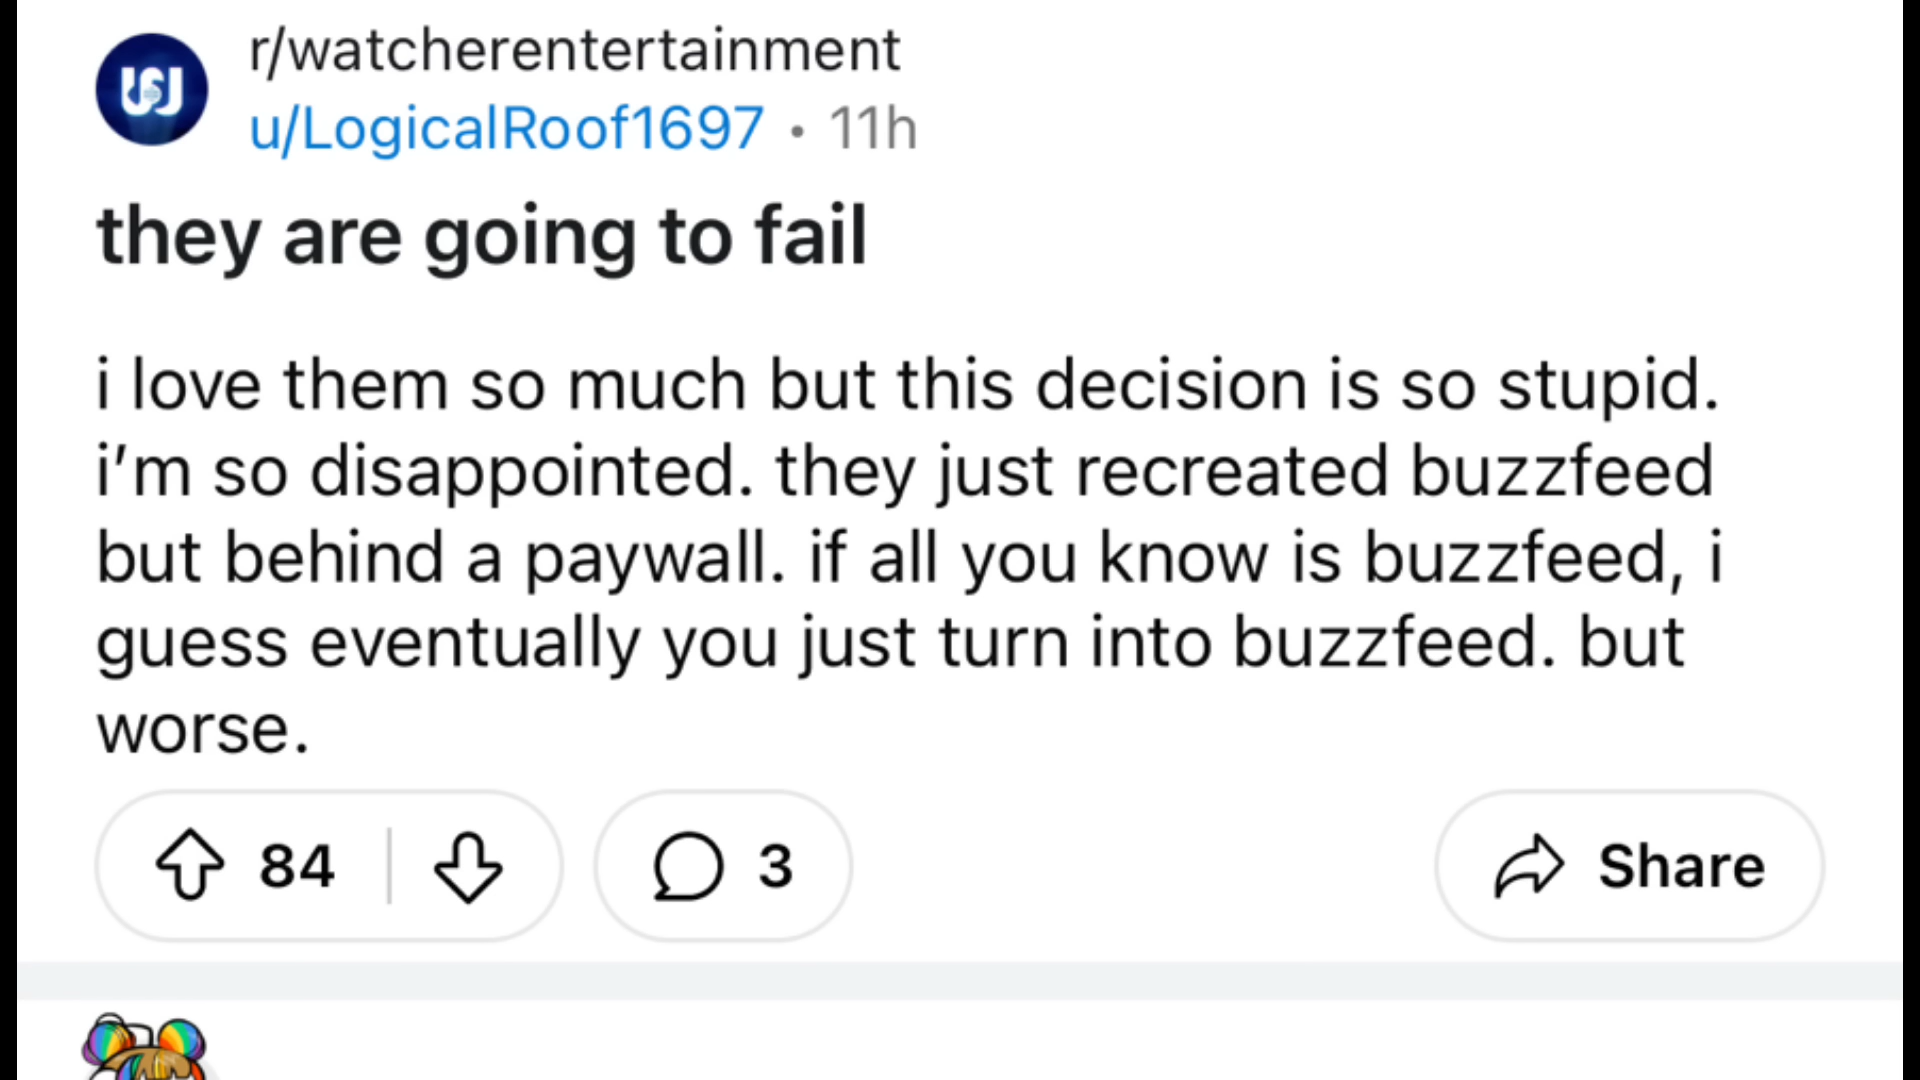 r/watcherentertainment
u/LogicalRoof1697 • 11h
they are going to fail
i love them so much but this decision is so stupid.
i’m so disappointed. they just recreated buzzfeed
but behind a paywall. if all you know is buzzfeed, i
guess eventually you just turn into buzzfeed. but
worse.
84 3 Share